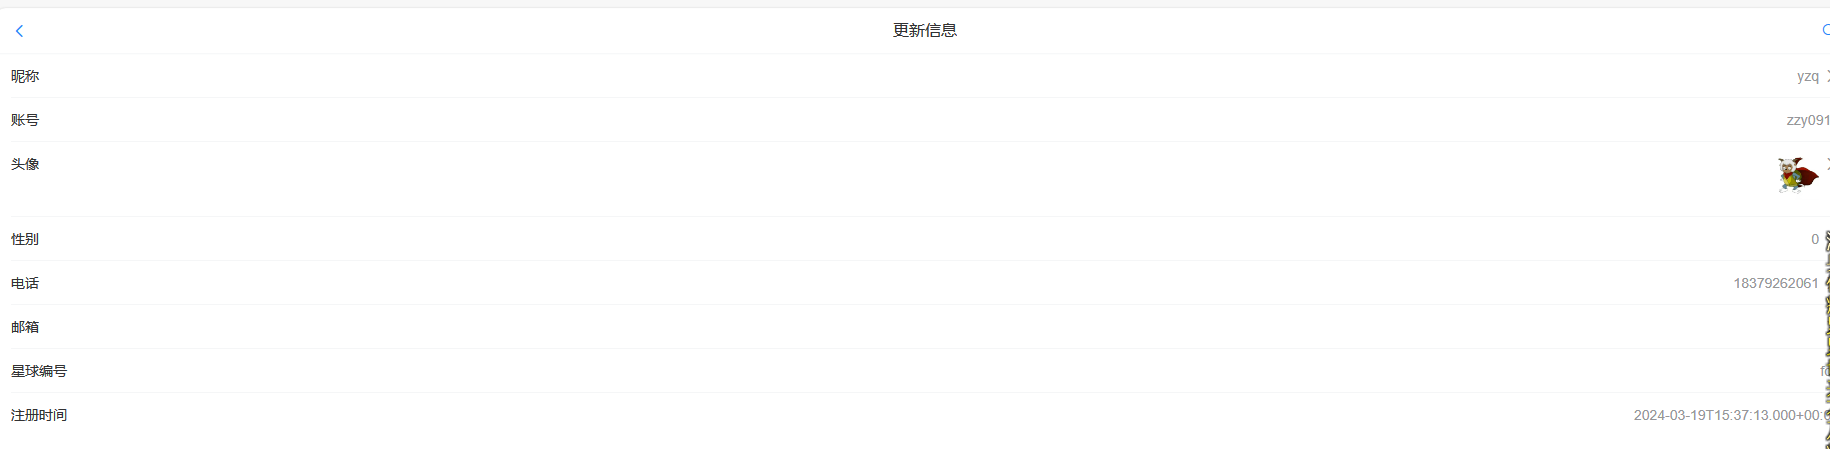 更新信息
昵称 yzq
账号 zzy091
头像
性别 0
电话 18379262061
邮箱
星球编号
注册时间 2024-03-19T15:37:13.000+00: